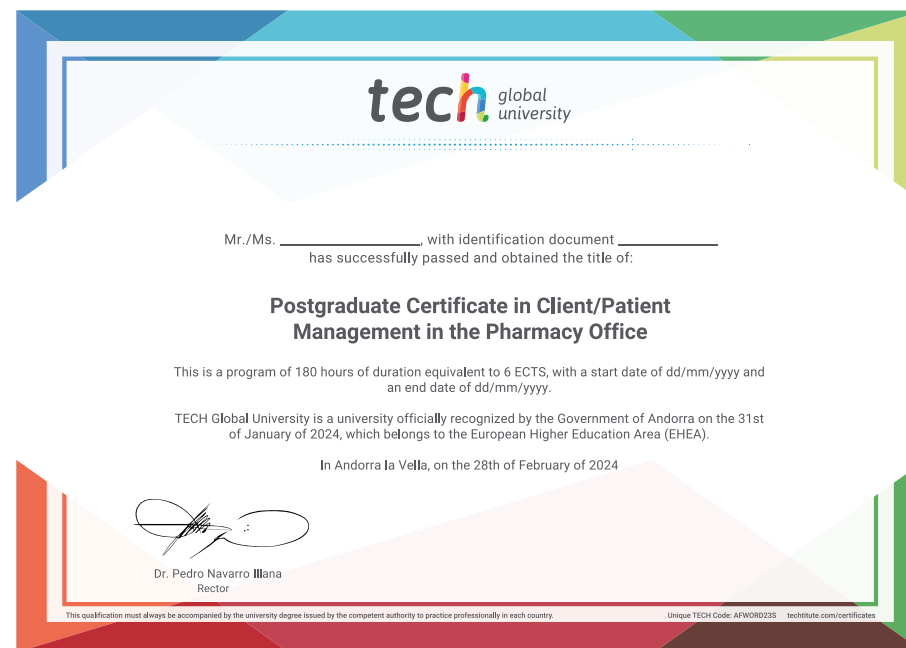 tech global
university
Mr./Ms. ____________, with identification document ____________
has successfully passed and obtained the title of:
Postgraduate Certificate in Client/Patient
Management in the Pharmacy Office
This is a program of 180 hours of duration equivalent to 6 ECTS, with a start date of dd/mm/yyyy and
an end date of dd/mm/yyyy.
TECH Global University is a university officially recognized by the Government of Andorra on the 31st
of January of 2024, which belongs to the European Higher Education Area (EHEA).
In Andorra la Vella, on the 28th of February of 2024
Dr. Pedro Navarro Illana
Rector
This qualification must always be accompanied by the university degree issued by the competent authority to practice professionally in each country.
Unique TECH Code: AFWORD23S techtitute.com/certificates